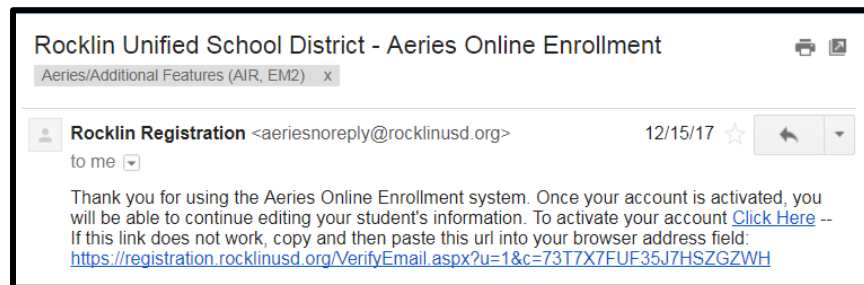 Rocklin Unified School District - Aeries Online Enrollment
Aeries/Additional Features (AIR, EM2) x
Rocklin Registration <aeriesnoreply@rocklinusd.org> 12/15/17
to me
Thank you for using the Aeries Online Enrollment system. Once your account is activated, you
will be able to continue editing your student's information. To activate your account Click Here --
If this link does not work, copy and then paste this url into your browser address field:
https://registration.rocklinusd.org/VerifyEmail.aspx?u=1&c=73T7X7FUF35J7HSZGZWH